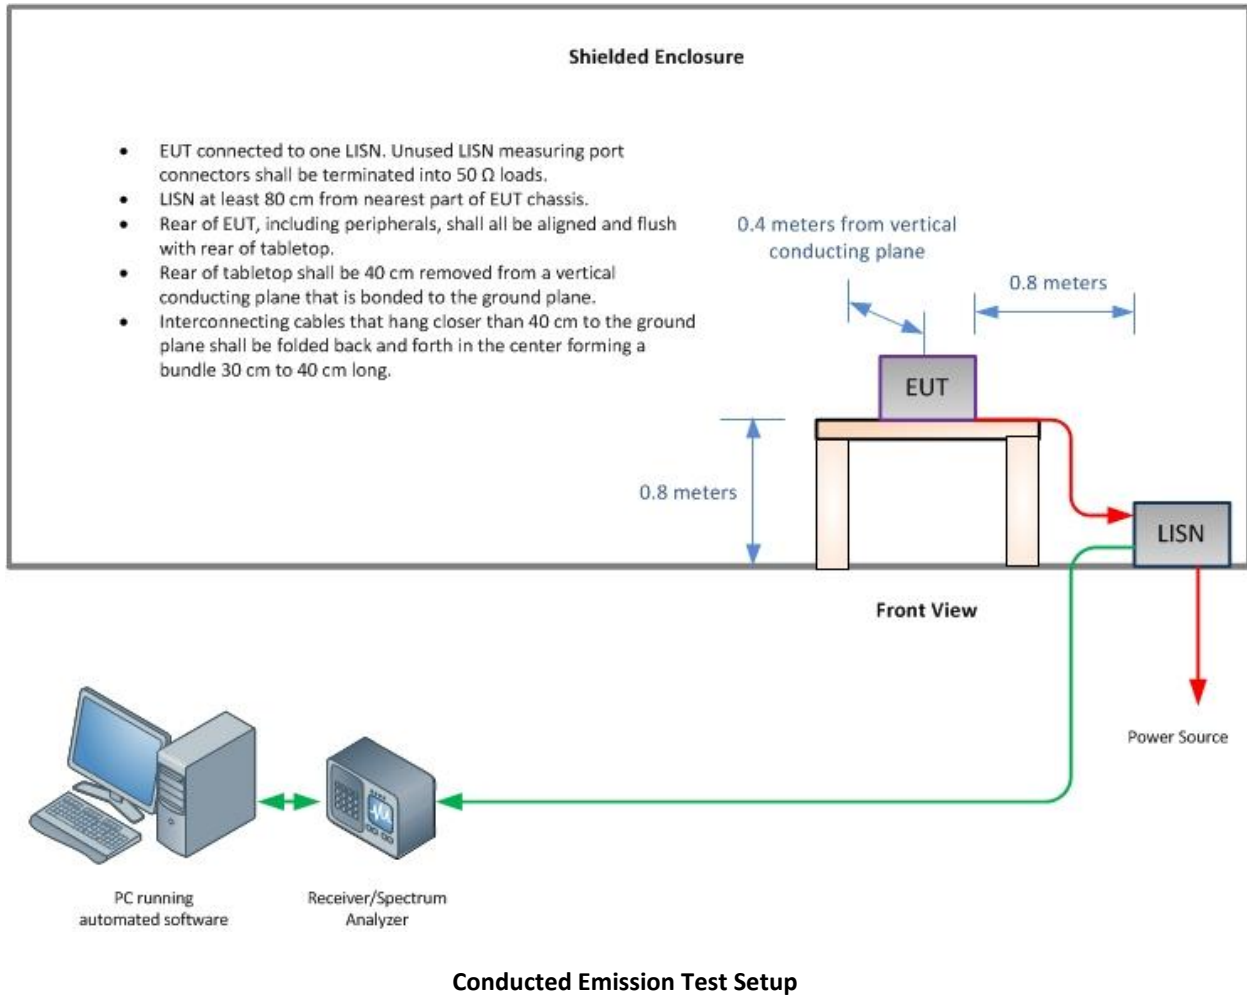 Shielded Enclosure
• EUT connected to one LISN. Unused LISN measuring port
connectors shall be terminated into 50 Ω loads.
• LISN at least 80 cm from nearest part of EUT chassis.
• Rear of EUT, including peripherals, shall all be aligned and flush
with rear of tabletop.
• Rear of tabletop shall be 40 cm removed from a vertical
conducting plane that is bonded to the ground plane.
• Interconnecting cables that hang closer than 40 cm to the ground
plane shall be folded back and forth in the center forming a
bundle 30 cm to 40 cm long.
0.4 meters from vertical
conducting plane
0.8 meters
EUT
0.8 meters
LISN
Front View
Power Source
PC running
automated software
Receiver/Spectrum
Analyzer
Conducted Emission Test Setup